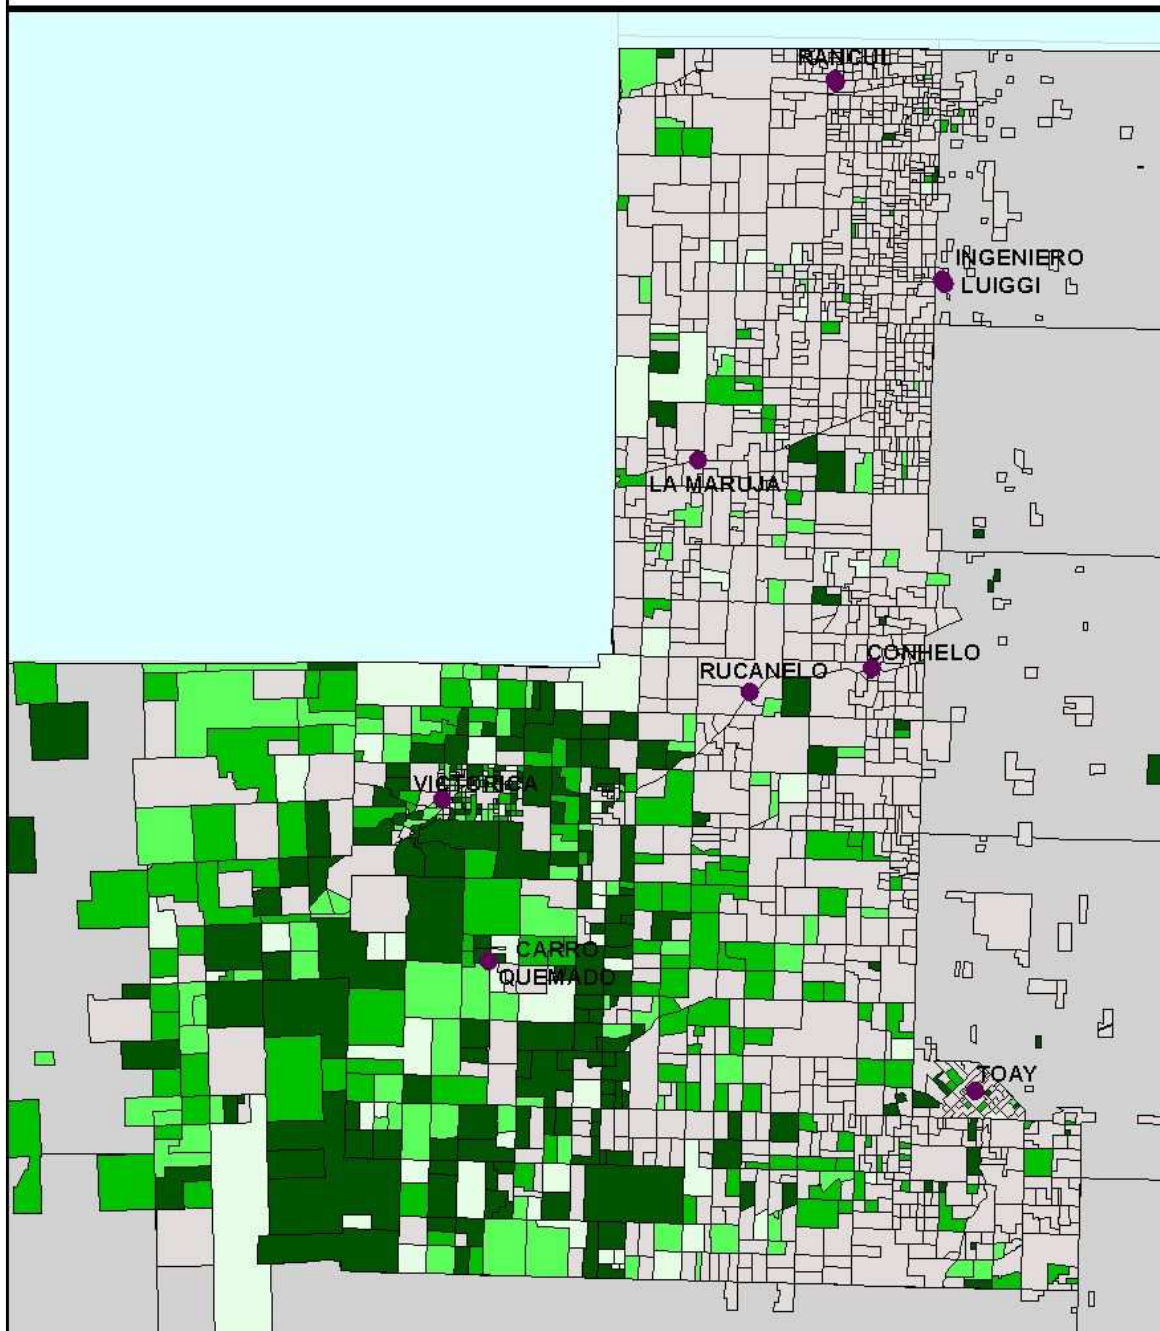 RANCUL
INGENIERO
LUIGGI
LA MARUJA
CONHELO
RUCANELO
VICTORICA
CARRO
QUEMADO
TOAY